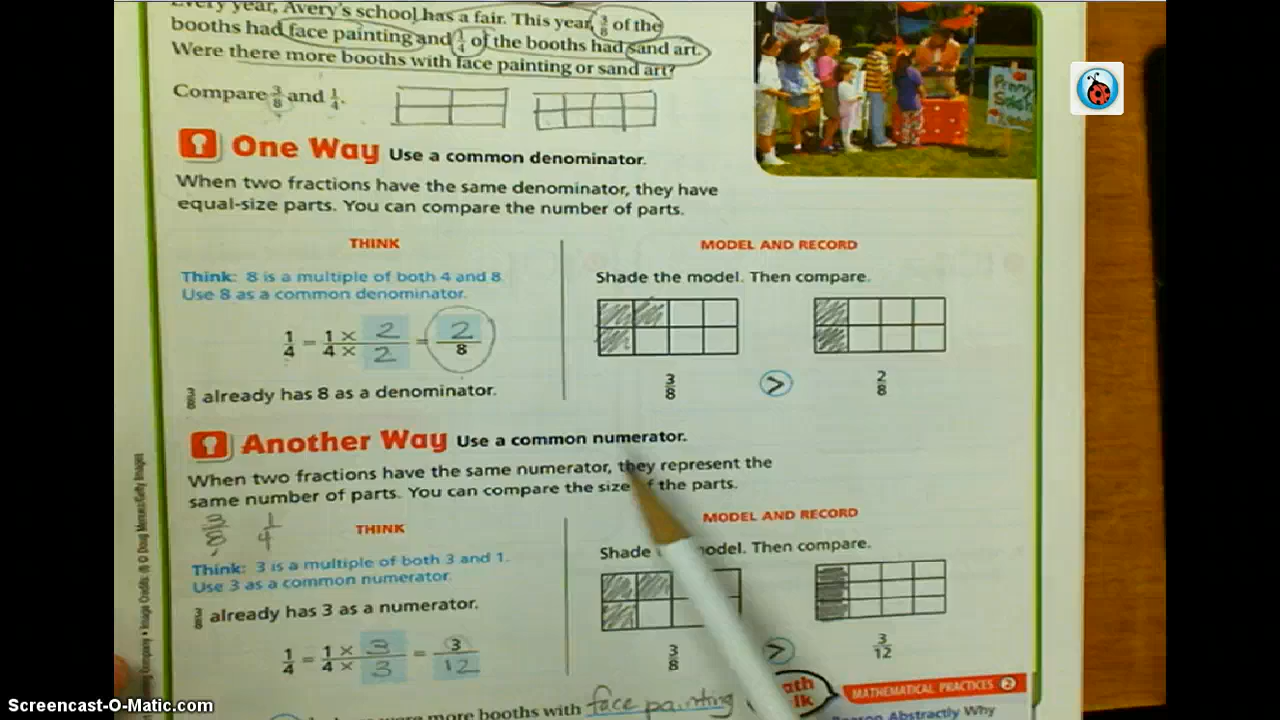 Every year, Avery's school has a fair. This year, 3/8 of the
booths had face painting and 1/4 of the booths had sand art.
Were there more booths with face painting or sand art?
Compare 3/8 and 1/4.
One Way Use a common denominator.
When two fractions have the same denominator, they have
equal-size parts. You can compare the number of parts.
THINK
Think: 8 is a multiple of both 4 and 8.
Use 8 as a common denominator.
1/4 = 1 × 2 / 4 × 2 = 2/8
3/8 already has 8 as a denominator.
MODEL AND RECORD
Shade the model. Then compare.
3/8 > 2/8
Another Way Use a common numerator.
When two fractions have the same numerator, they represent the
same number of parts. You can compare the size of the parts.
3/8 1/4
THINK
Think: 3 is a multiple of both 3 and 1.
Use 3 as a common numerator.
3/8 already has 3 as a numerator.
1/4 = 1 × 3 / 4 × 3 = 3/12
MODEL AND RECORD
Shade model. Then compare.
3/8 > 3/12
more booths with face painting
MATHEMATICAL PRACTICES 2
Abstractly Why
Penny
Screencast-O-Matic.com